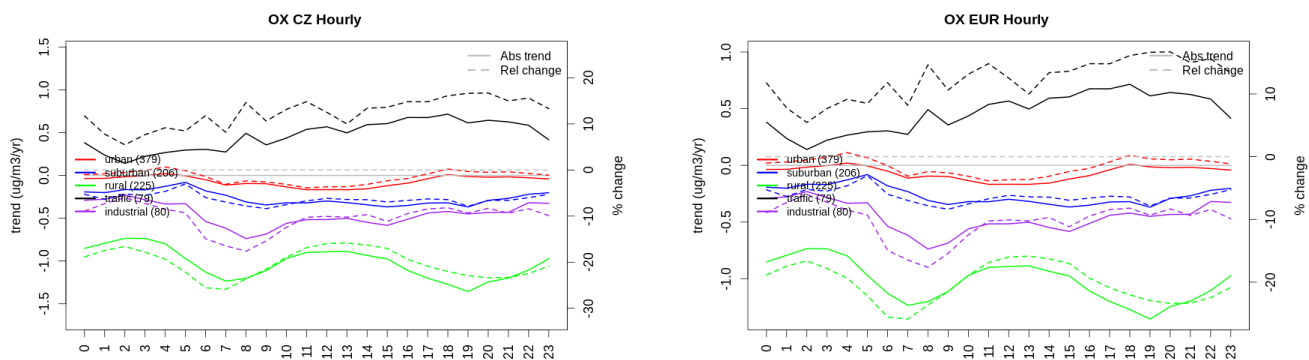 OX CZ Hourly
trend (ug/m3/yr)
1.5
1.0
0.5
0.0
-0.5
-1.0
-1.5
Abs trend
Rel change
urban (379)
suburban (206)
rural (225)
traffic (79)
industrial (80)
20
10
0
-10
-20
-30
% change
0 1 2 3 4 5 6 7 8 9 10 11 12 13 14 15 16 17 18 19 20 21 22 23
OX EUR Hourly
trend (ug/m3/yr)
1.0
0.5
0.0
-0.5
-1.0
Abs trend
Rel change
urban (379)
suburban (206)
rural (225)
traffic (79)
industrial (80)
10
0
-10
-20
% change
0 1 2 3 4 5 6 7 8 9 10 11 12 13 14 15 16 17 18 19 20 21 22 23